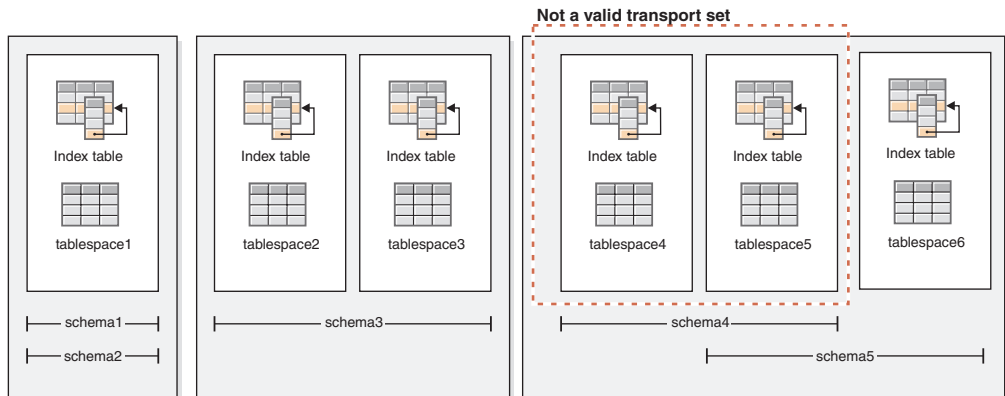 Not a valid transport set
Index table
Index table
Index table
Index table
Index table
Index table
tablespace1
tablespace2
tablespace3
tablespace4
tablespace5
tablespace6
schema1
schema3
schema4
schema2
schema5